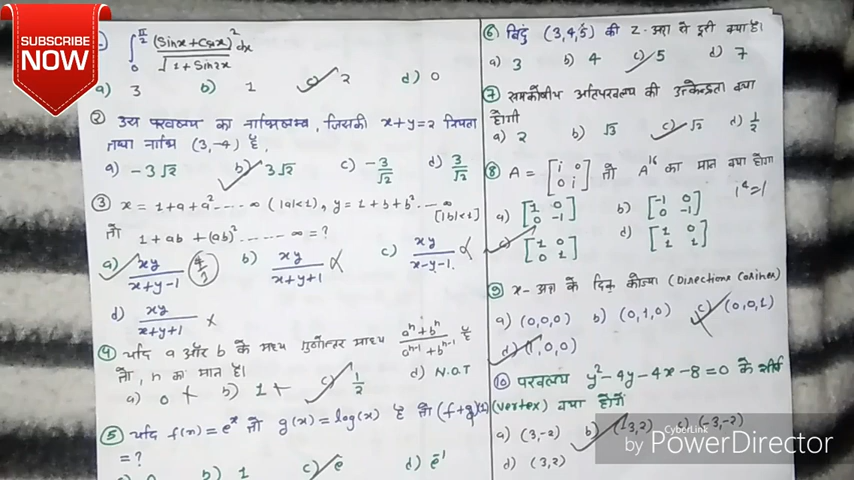 SUBSCRIBE
NOW
∫₀^(π/2) (Sinx+Cosx)² / √(1+Sin2x) dx
a) 3 b) 1 c) 2 d) 0
② उस परवलय का नाभिलम्ब, जिसकी x+y=2 नियता
तथा नाभि (3,-4) है,
a) -3√2 b) 3√2 c) -3/√2 d) 3/√2
③ x = 1+a+a².....∞ (|a|<1), y = 1+b+b²....∞ [|b|<1]
तो 1+ab+(ab)²........∞ = ?
a) xy/(x+y-1) b) xy/(x+y+1) c) xy/(x-y-1)
d) xy/(x+y+1)
④ यदि a और b के मध्य गुणोत्तर माध्य (aⁿ+bⁿ)/(aⁿ⁻¹+bⁿ⁻¹) है
तो, n का मान है।
a) 0 b) 1 c) 1/2 d) N.O.T
⑤ यदि f(x) = eˣ तो g(x) = log(x) है तो (f+g)(1)
= ?
b) 1 c) e d) e⁻¹
⑥ बिंदु (3,4,5) की z-अक्ष से दूरी क्या है।
a) 3 b) 4 c) 5 d) 7
⑦ समकोणीय अतिपरवलय की उत्केन्द्रता क्या
होगी
a) 2 b) √3 c) √2 d) 1/2
⑧ A = [i 0; 0 i] तो A¹⁶ का मान क्या होगा
a) [1 0; 0 -1] b) [-1 0; 0 -1]
[1 0; 0 1] d) [1 0; 1 1]
⑨ x-अक्ष के दिक् कोज्या (Directions Cosines)
a) (0,0,0) b) (0,1,0) c) (0,0,1)
d) (1,0,0)
⑩ परवलय y²-4y-4x-8=0 के शीर्ष
(vertex) क्या होंगे
a) (3,-2) b) (-3,2) c) (-3,-2)
d) (3,2)
CyberLink
by PowerDirector